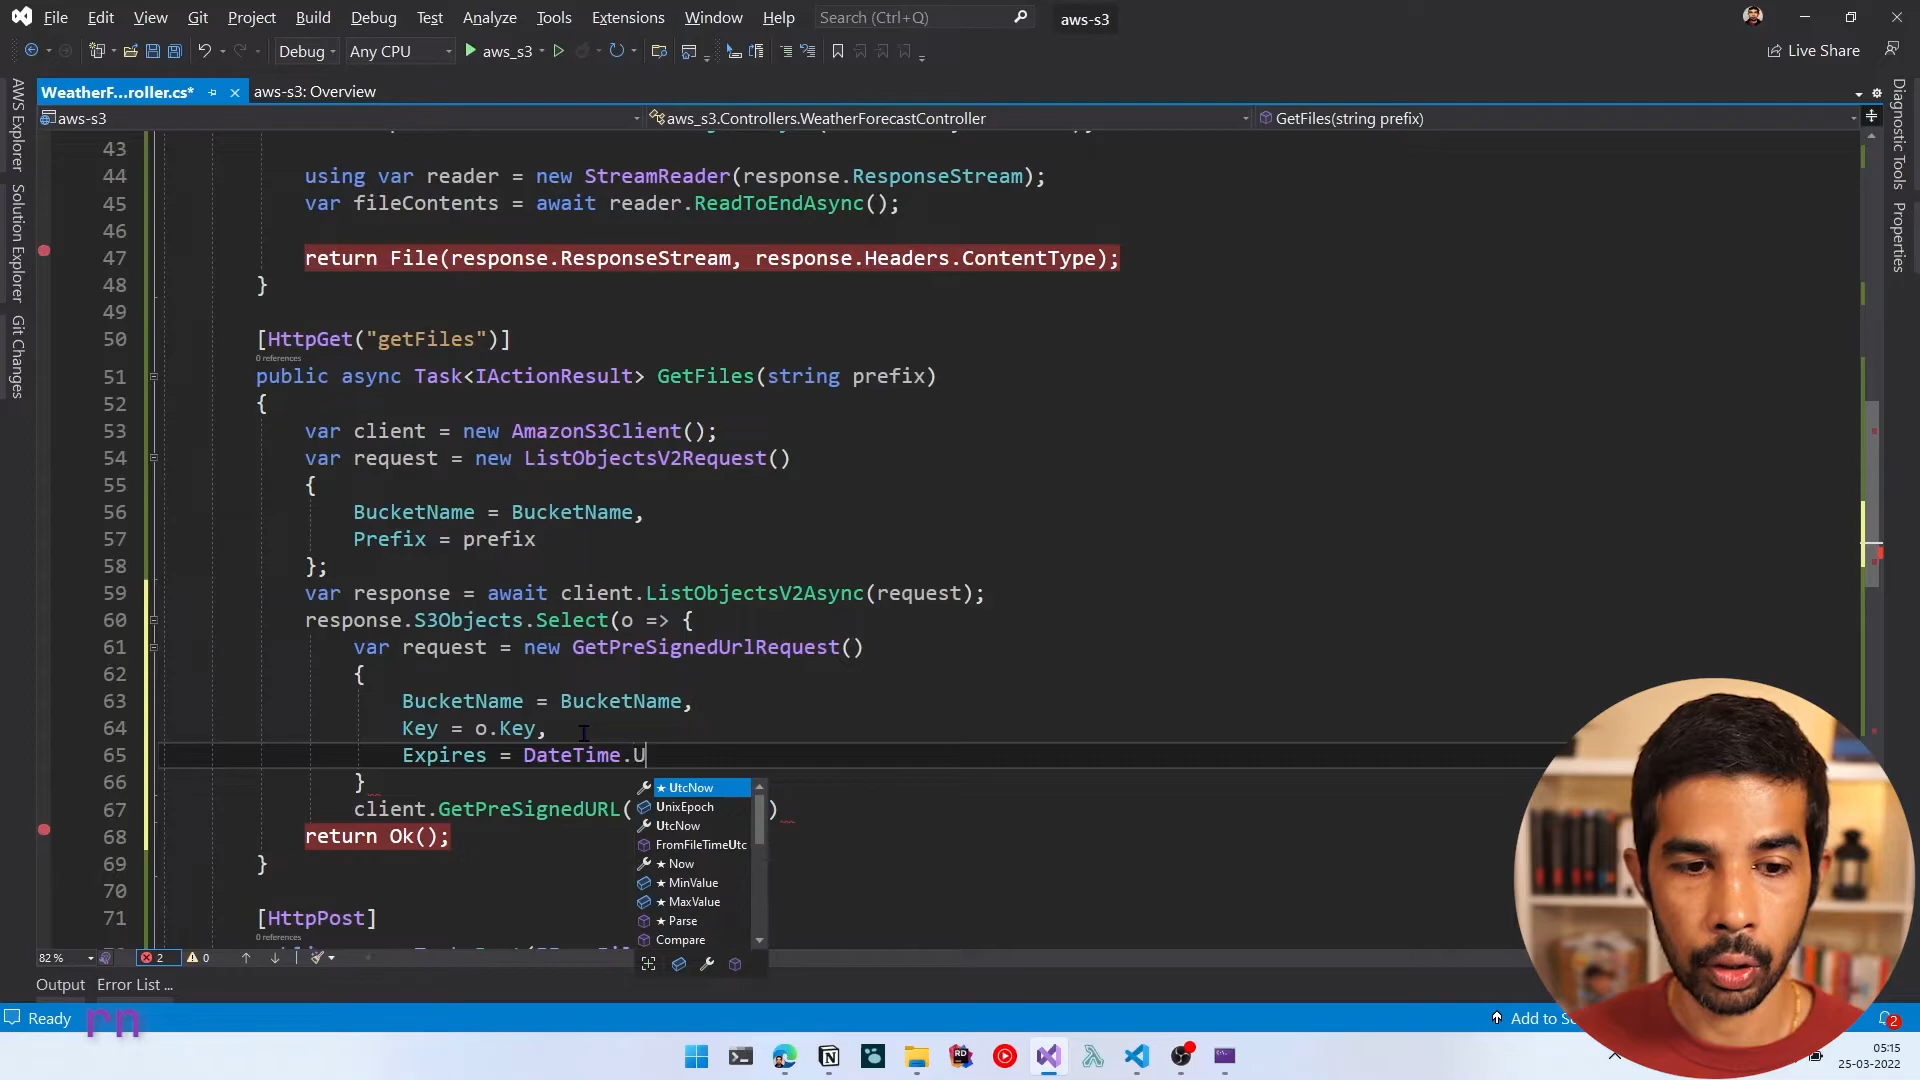 File Edit View Git Project Build Debug Test Analyze Tools Extensions Window Help Search (Ctrl+Q) aws-s3
Debug Any CPU aws_s3 Live Share
WeatherF...roller.cs* aws-s3: Overview
aws-s3 aws_s3.Controllers.WeatherForecastController GetFiles(string prefix)
AWS Explorer
Solution Explorer
Git Changes
Diagnostic Tools
Properties
43
44 using var reader = new StreamReader(response.ResponseStream);
45 var fileContents = await reader.ReadToEndAsync();
46
47 return File(response.ResponseStream, response.Headers.ContentType);
48 }
49
50 [HttpGet("getFiles")]
0 references
51 public async Task<IActionResult> GetFiles(string prefix)
52 {
53 var client = new AmazonS3Client();
54 var request = new ListObjectsV2Request()
55 {
56 BucketName = BucketName,
57 Prefix = prefix
58 };
59 var response = await client.ListObjectsV2Async(request);
60 response.S3Objects.Select(o => {
61 var request = new GetPreSignedUrlRequest()
62 {
63 BucketName = BucketName,
64 Key = o.Key,
65 Expires = DateTime.U
66 }
67 client.GetPreSignedURL( )
68 return Ok();
69 }
70
71 [HttpPost]
0 references
★ UtcNow
UnixEpoch
UtcNow
FromFileTimeUtc
★ Now
★ MinValue
★ MaxValue
★ Parse
Compare
82 % 2 0
Output Error List ...
Ready rn Add to 2
05:15
25-03-2022